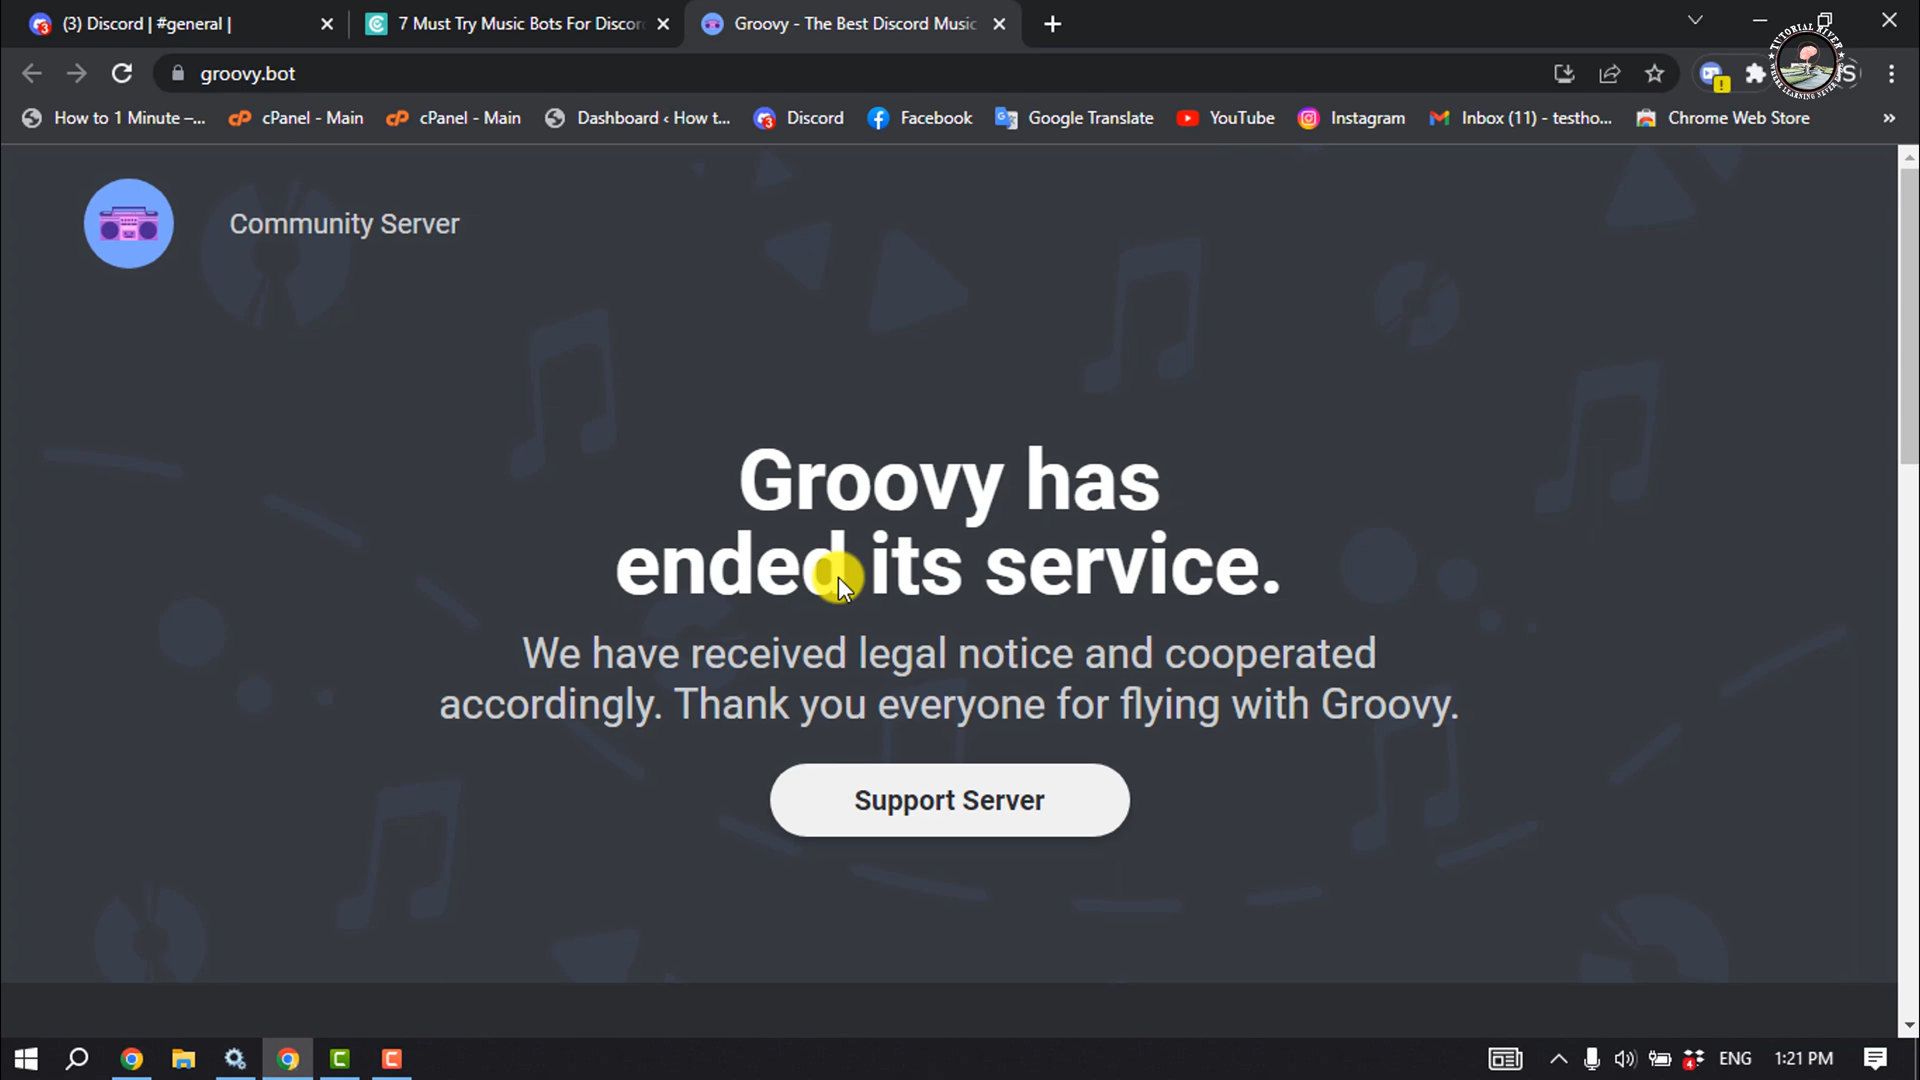 (3) Discord | #general |
7 Must Try Music Bots For Discor
Groovy - The Best Discord Music
TUTORIAL RIVER
groovy.bot
S
How to 1 Minute –...
cPanel - Main
cPanel - Main
Dashboard ‹ How t...
Discord
Facebook
Google Translate
YouTube
Instagram
Inbox (11) - testho...
Chrome Web Store
»
Community Server
Groovy has
ended its service.
We have received legal notice and cooperated
accordingly. Thank you everyone for flying with Groovy.
Support Server
ENG
1:21 PM